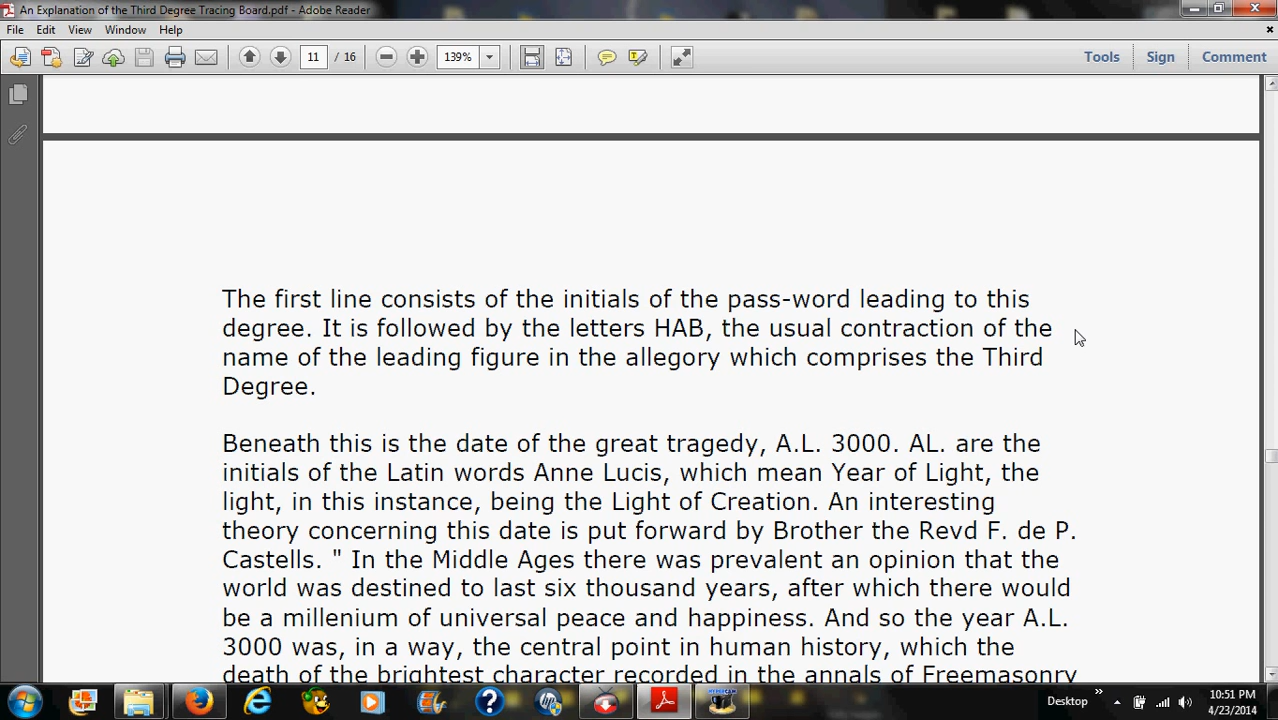 An Explanation of the Third Degree Tracing Board.pdf - Adobe Reader
File Edit View Window Help
11 / 16 139% Tools Sign Comment
The first line consists of the initials of the pass-word leading to this
degree. It is followed by the letters HAB, the usual contraction of the
name of the leading figure in the allegory which comprises the Third
Degree.
Beneath this is the date of the great tragedy, A.L. 3000. AL. are the
initials of the Latin words Anne Lucis, which mean Year of Light, the
light, in this instance, being the Light of Creation. An interesting
theory concerning this date is put forward by Brother the Revd F. de P.
Castells. " In the Middle Ages there was prevalent an opinion that the
world was destined to last six thousand years, after which there would
be a millenium of universal peace and happiness. And so the year A.L.
3000 was, in a way, the central point in human history, which the
death of the brightest character recorded in the annals of Freemasonry
Desktop
10:51 PM
4/23/2014